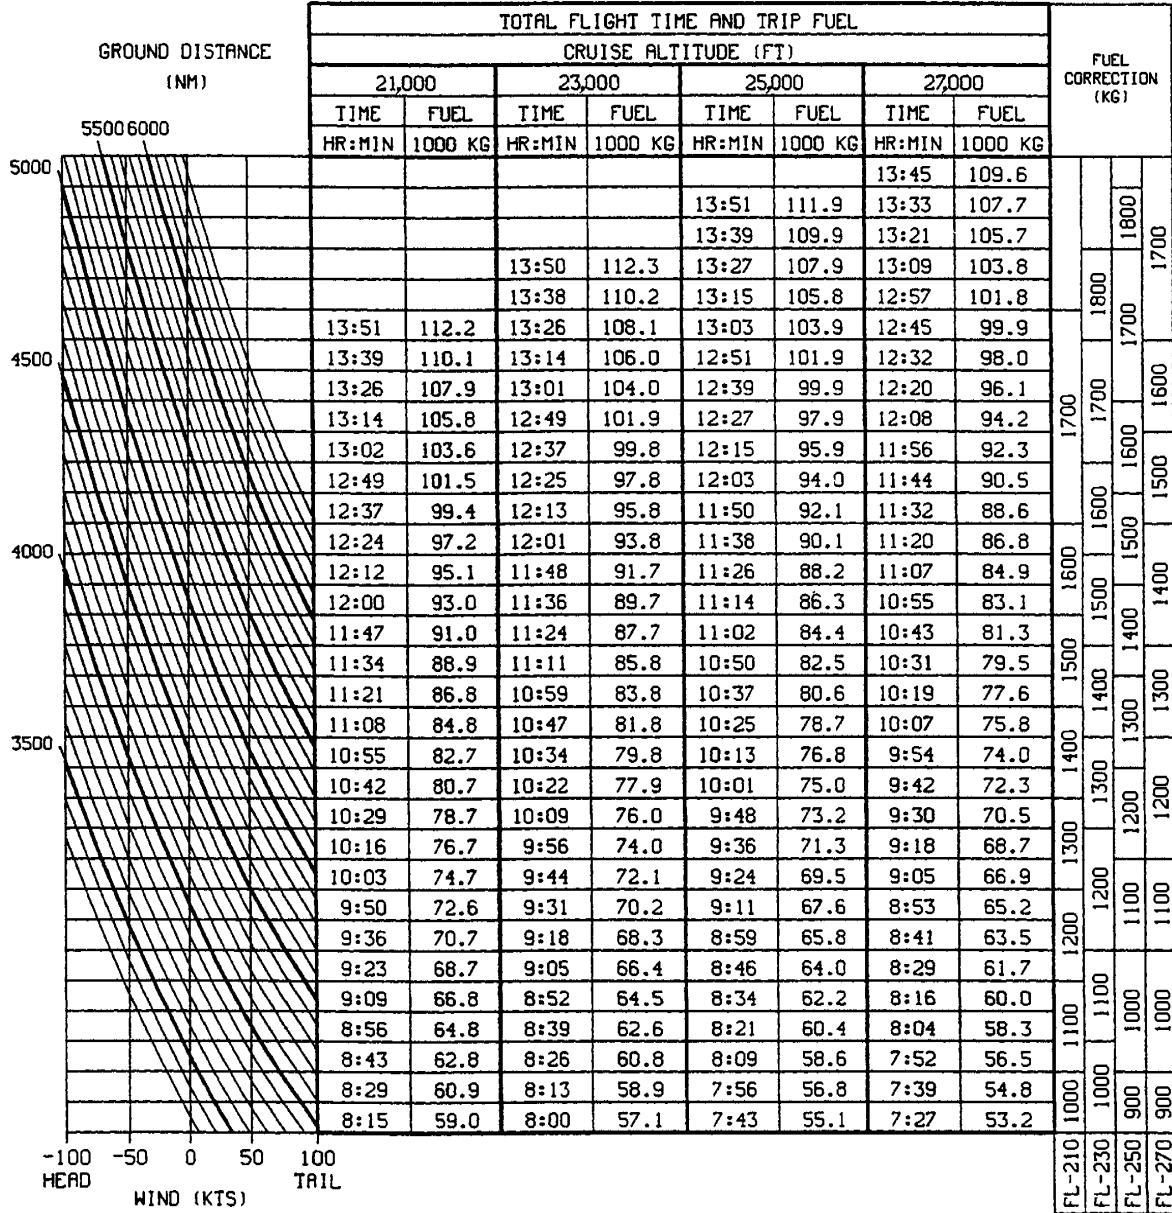 TOTAL FLIGHT TIME AND TRIP FUEL
GROUND DISTANCE
(NM)
CRUISE ALTITUDE (FT)
FUEL
CORRECTION
(KG)
21,000 23,000 25,000 27,000
TIME FUEL TIME FUEL TIME FUEL TIME FUEL
HR:MIN 1000 KG HR:MIN 1000 KG HR:MIN 1000 KG HR:MIN 1000 KG
5500 6000
5000
13:45 109.6
13:51 111.9 13:33 107.7
13:39 109.9 13:21 105.7
13:50 112.3 13:27 107.9 13:09 103.8
13:38 110.2 13:15 105.8 12:57 101.8
13:51 112.2 13:26 108.1 13:03 103.9 12:45 99.9
4500
13:39 110.1 13:14 106.0 12:51 101.9 12:32 98.0
13:26 107.9 13:01 104.0 12:39 99.9 12:20 96.1
13:14 105.8 12:49 101.9 12:27 97.9 12:08 94.2
13:02 103.6 12:37 99.8 12:15 95.9 11:56 92.3
12:49 101.5 12:25 97.8 12:03 94.0 11:44 90.5
12:37 99.4 12:13 95.8 11:50 92.1 11:32 88.6
4000
12:24 97.2 12:01 93.8 11:38 90.1 11:20 86.8
12:12 95.1 11:48 91.7 11:26 88.2 11:07 84.9
12:00 93.0 11:36 89.7 11:14 86.3 10:55 83.1
11:47 91.0 11:24 87.7 11:02 84.4 10:43 81.3
11:34 88.9 11:11 85.8 10:50 82.5 10:31 79.5
11:21 86.8 10:59 83.8 10:37 80.6 10:19 77.6
11:08 84.8 10:47 81.8 10:25 78.7 10:07 75.8
3500
10:55 82.7 10:34 79.8 10:13 76.8 9:54 74.0
10:42 80.7 10:22 77.9 10:01 75.0 9:42 72.3
10:29 78.7 10:09 76.0 9:48 73.2 9:30 70.5
10:16 76.7 9:56 74.0 9:36 71.3 9:18 68.7
10:03 74.7 9:44 72.1 9:24 69.5 9:05 66.9
9:50 72.6 9:31 70.2 9:11 67.6 8:53 65.2
9:36 70.7 9:18 68.3 8:59 65.8 8:41 63.5
9:23 68.7 9:05 66.4 8:46 64.0 8:29 61.7
9:09 66.8 8:52 64.5 8:34 62.2 8:16 60.0
8:56 64.8 8:39 62.6 8:21 60.4 8:04 58.3
8:43 62.8 8:26 60.8 8:09 58.6 7:52 56.5
8:29 60.9 8:13 58.9 7:56 56.8 7:39 54.8
8:15 59.0 8:00 57.1 7:43 55.1 7:27 53.2
-100 -50 0 50 100
HEAD TAIL
WIND (KTS)
FL-210 1000 1100 1200 1300 1400 1500 1600 1700
FL-230 1000 1100 1200 1300 1400 1500 1600 1700 1800
FL-250 900 1000 1100 1200 1300 1400 1500 1600 1700 1800
FL-270 900 1000 1100 1200 1300 1400 1500 1600 1700